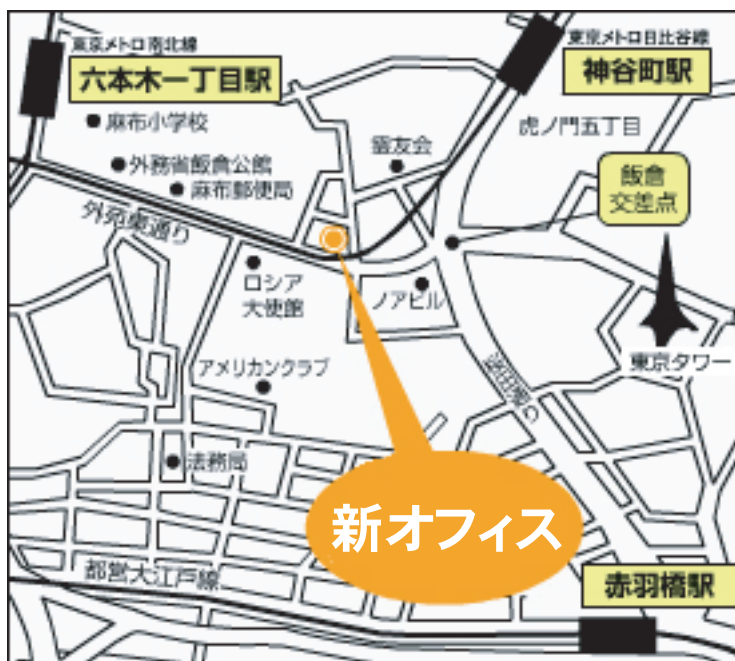 東京メトロ南北線
六本木一丁目駅
東京メトロ日比谷線
神谷町駅
麻布小学校
虎ノ門五丁目
霊友会
外務省飯倉公館
麻布郵便局
飯倉
交差点
外苑東通り
ロシア
大使館
ノアビル
東京タワー
アメリカンクラブ
法務局
新オフィス
都営大江戸線
赤羽橋駅